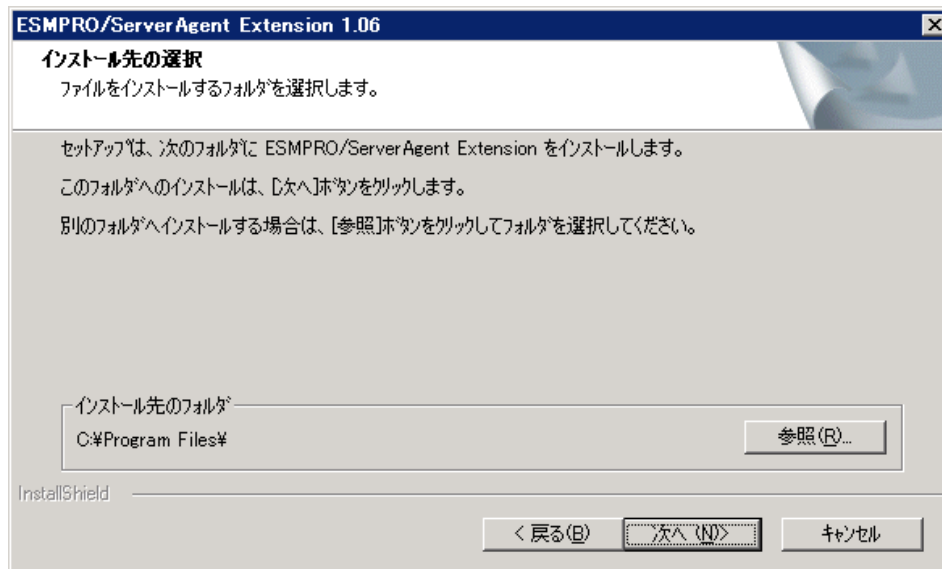 ESMPRO/ServerAgent Extension 1.06
インストール先の選択
ファイルをインストールするフォルダを選択します。
セットアップは、次のフォルダに ESMPRO/ServerAgent Extension をインストールします。
このフォルダへのインストールは、[次へ]ボタンをクリックします。
別のフォルダへインストールする場合は、[参照]ボタンをクリックしてフォルダを選択してください。
インストール先のフォルダ
C:¥Program Files¥
参照(R)...
InstallShield
< 戻る(B)
次へ (N)>
キャンセル